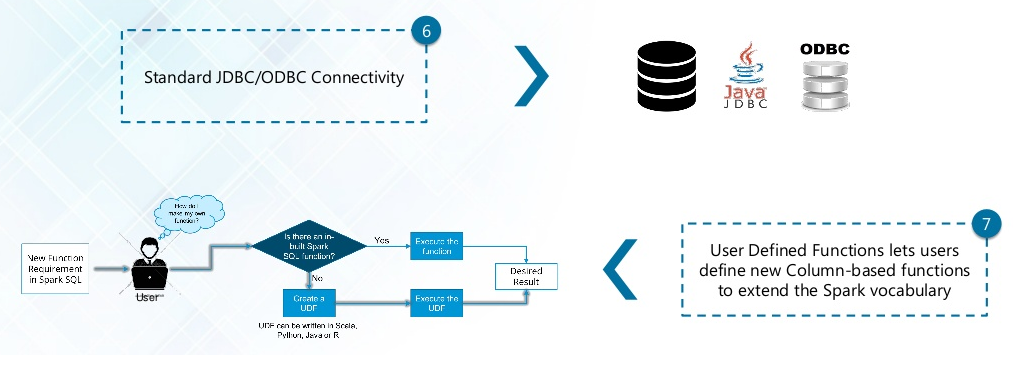 6
Standard JDBC/ODBC Connectivity
ODBC
Java
JDBC
7
User Defined Functions lets users
define new Column-based functions
to extend the Spark vocabulary
How do I
make my own
function?
New Function
Requirement
in Spark SQL
User
Is there an in-
built Spark
SQL function?
Yes
Execute the
function
No
Desired
Result
Create a
UDF
Execute the
UDF
UDF can be written in Scala,
Python, Java or R